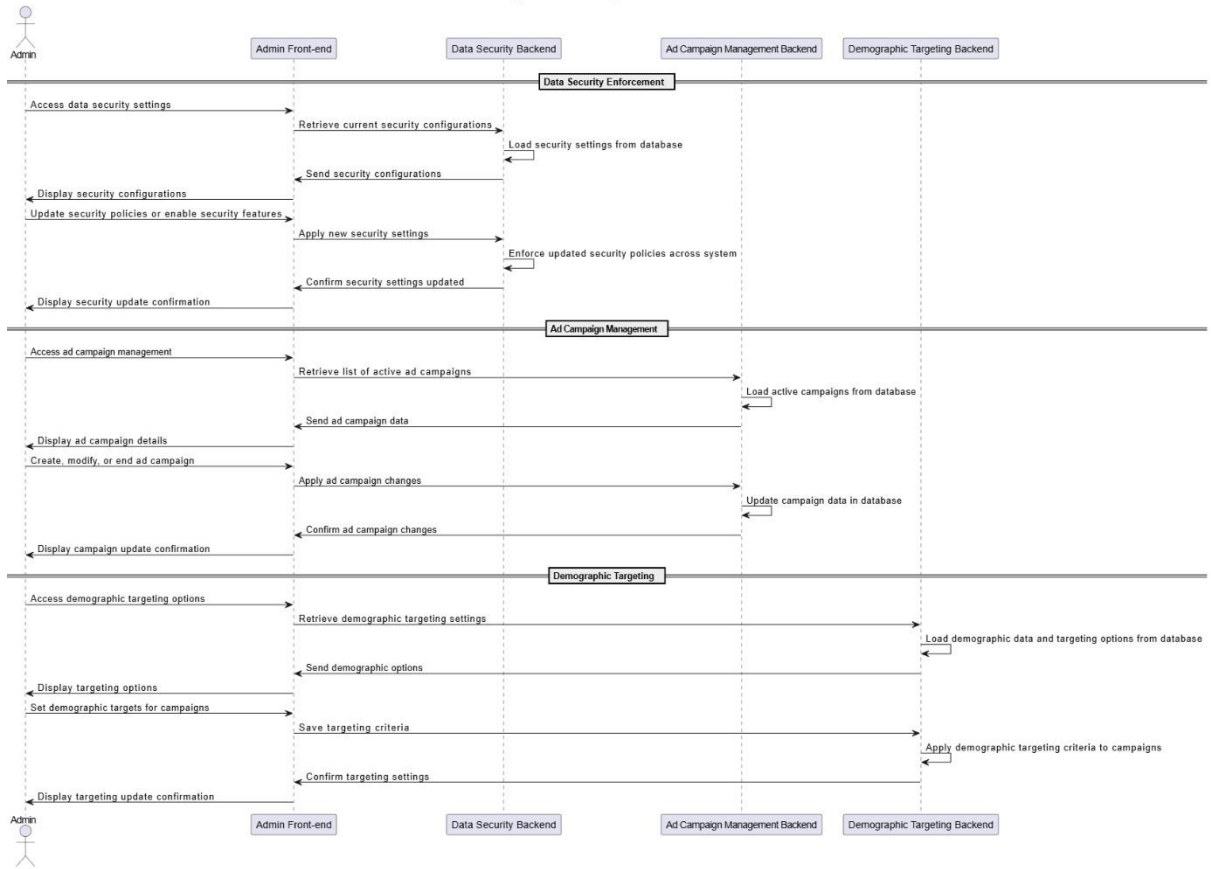 Admin
Admin Front-end
Data Security Backend
Ad Campaign Management Backend
Demographic Targeting Backend
Data Security Enforcement
Access data security settings
Retrieve current security configurations
Load security settings from database
Send security configurations
Display security configurations
Update security policies or enable security features
Apply new security settings
Enforce updated security policies across system
Confirm security settings updated
Display security update confirmation
Ad Campaign Management
Access ad campaign management
Retrieve list of active ad campaigns
Load active campaigns from database
Send ad campaign data
Display ad campaign details
Create, modify, or end ad campaign
Apply ad campaign changes
Update campaign data in database
Confirm ad campaign changes
Display campaign update confirmation
Demographic Targeting
Access demographic targeting options
Retrieve demographic targeting settings
Load demographic data and targeting options from database
Send demographic options
Display targeting options
Set demographic targets for campaigns
Save targeting criteria
Apply demographic targeting criteria to campaigns
Confirm targeting settings
Display targeting update confirmation
Admin
Admin Front-end
Data Security Backend
Ad Campaign Management Backend
Demographic Targeting Backend